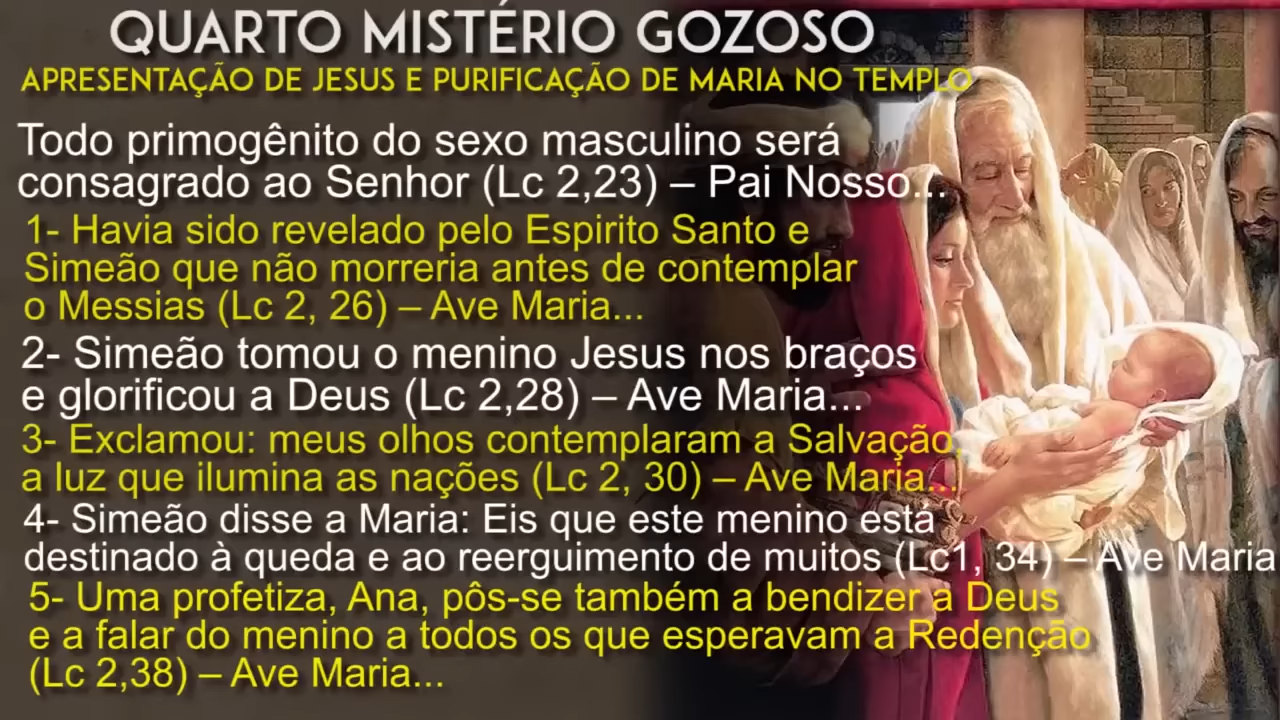 QUARTO MISTÉRIO GOZOSO
APRESENTAÇÃO DE JESUS E PURIFICAÇÃO DE MARIA NO TEMPLO
Todo primogênito do sexo masculino será
consagrado ao Senhor (Lc 2,23) – Pai Nosso...
1- Havia sido revelado pelo Espirito Santo e
Simeão que não morreria antes de contemplar
o Messias (Lc 2, 26) – Ave Maria...
2- Simeão tomou o menino Jesus nos braços
e glorificou a Deus (Lc 2,28) – Ave Maria...
3- Exclamou: meus olhos contemplaram a Salvação,
a luz que ilumina as nações (Lc 2, 30) – Ave Maria...
4- Simeão disse a Maria: Eis que este menino está
destinado à queda e ao reerguimento de muitos (Lc1, 34) – Ave Maria
5- Uma profetiza, Ana, pôs-se também a bendizer a Deus
e a falar do menino a todos os que esperavam a Redenção
(Lc 2,38) – Ave Maria...